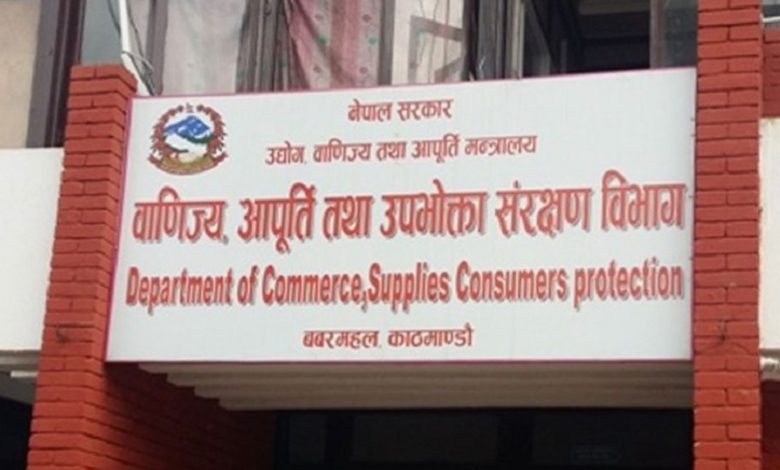 नेपाल सरकार
उद्योग, वाणिज्य तथा आपूर्ति मन्त्रालय
वाणिज्य, आपूर्ति तथा उपभोक्ता संरक्षण विभाग
Department of Commerce,Supplies Consumers protection
बबरमहल, काठमाण्डौ